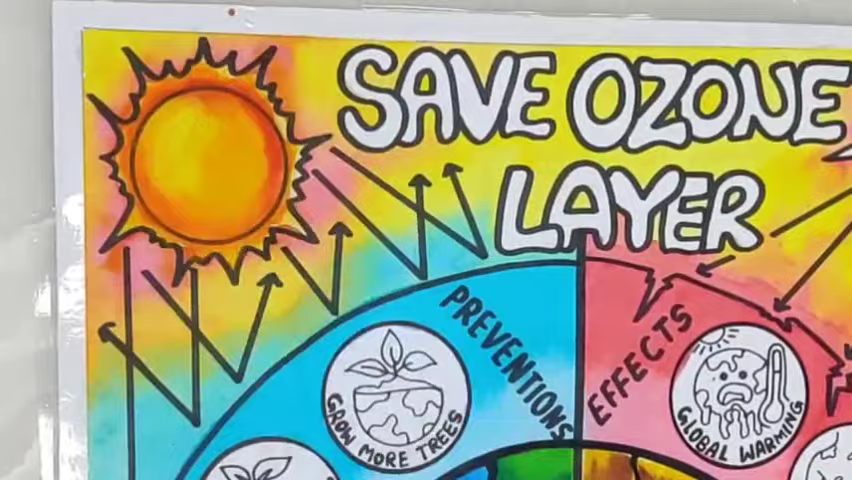 SAVE OZONE
LAYER
PREVENTIONS
EFFECTS
GROW MORE TREES
GLOBAL WARMING